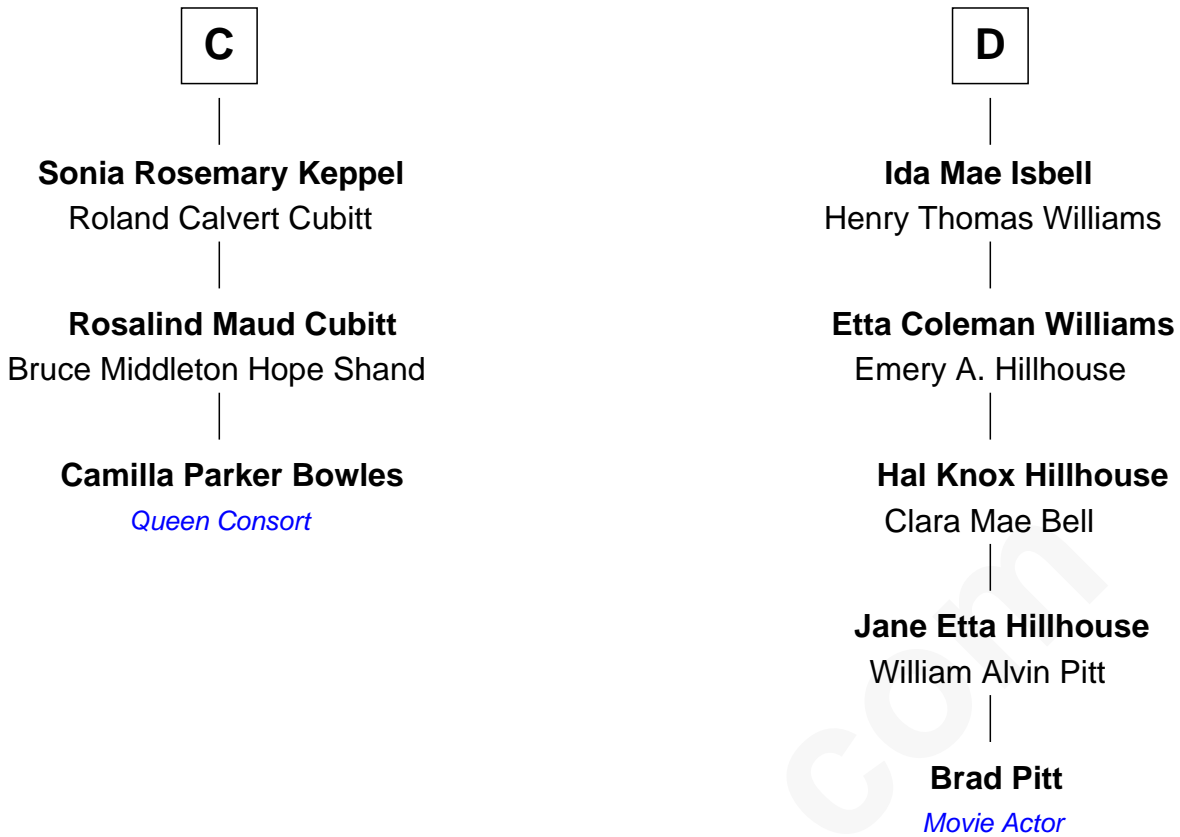 C
Sonia Rosemary Keppel
Roland Calvert Cubitt
Rosalind Maud Cubitt
Bruce Middleton Hope Shand
Camilla Parker Bowles
Queen Consort
D
Ida Mae Isbell
Henry Thomas Williams
Etta Coleman Williams
Emery A. Hillhouse
Hal Knox Hillhouse
Clara Mae Bell
Jane Etta Hillhouse
William Alvin Pitt
Brad Pitt
Movie Actor
com